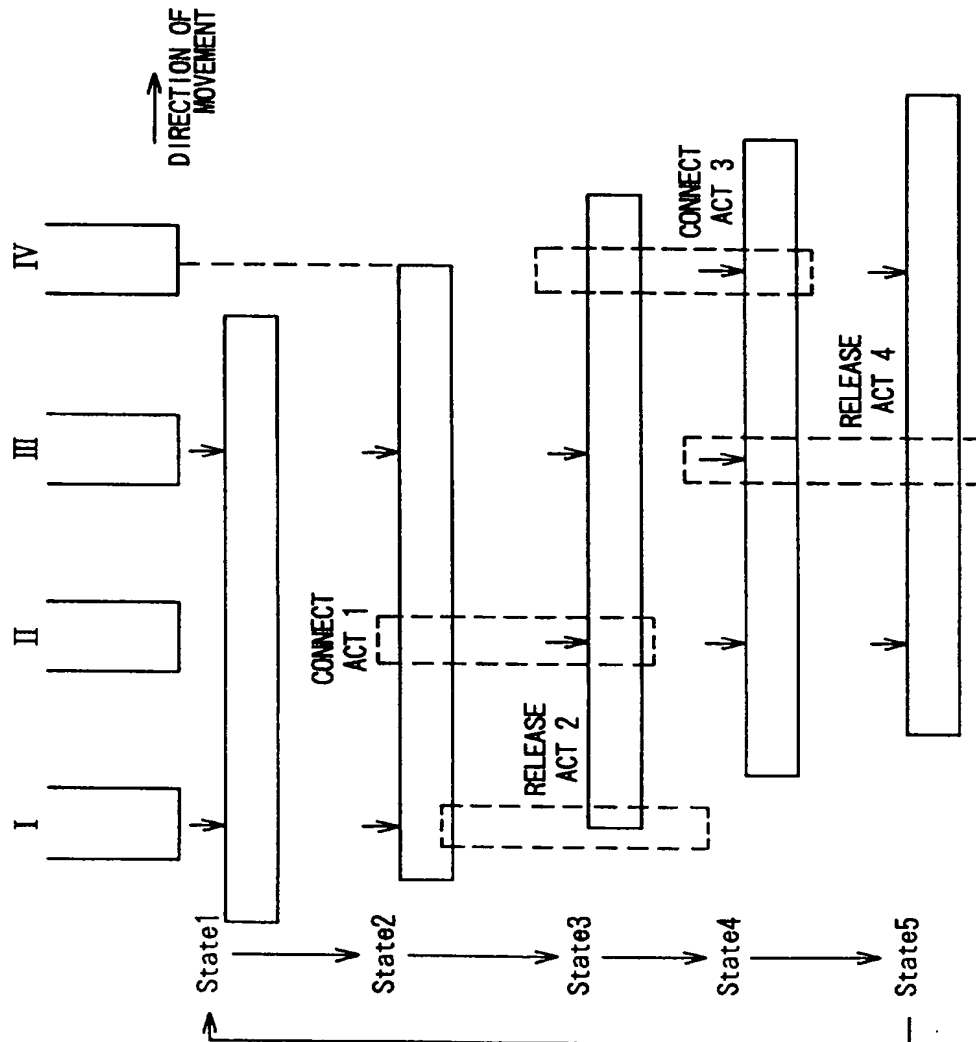 I
II
III
IV
DIRECTION OF
MOVEMENT
State1
State2
CONNECT
ACT 1
State3
RELEASE
ACT 2
State4
CONNECT
ACT 3
State5
RELEASE
ACT 4